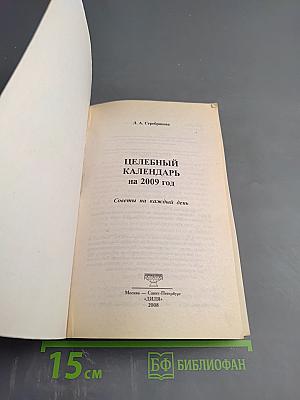 Л. А. Серебрякова
ЦЕЛЕБНЫЙ
КАЛЕНДАРЬ
на 2009 год
Советы на каждый день
Москва — Санкт-Петербург
«ДИЛЯ»
2008
15 см
БФ БИБЛИОФАН